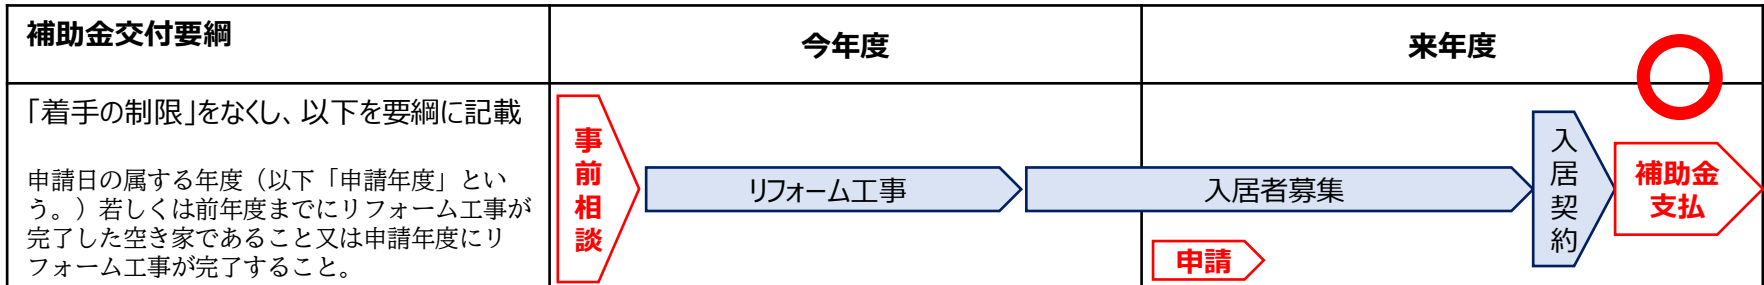 補助金交付要綱
今年度
来年度
「着手の制限」をなくし、以下を要綱に記載
申請日の属する年度（以下「申請年度」とい
う。）若しくは前年度までにリフォーム工事が
完了した空き家であること又は申請年度にリ
フォーム工事が完了すること。
事前相談
リフォーム工事
入居者募集
申請
入居契約
補助金
支払